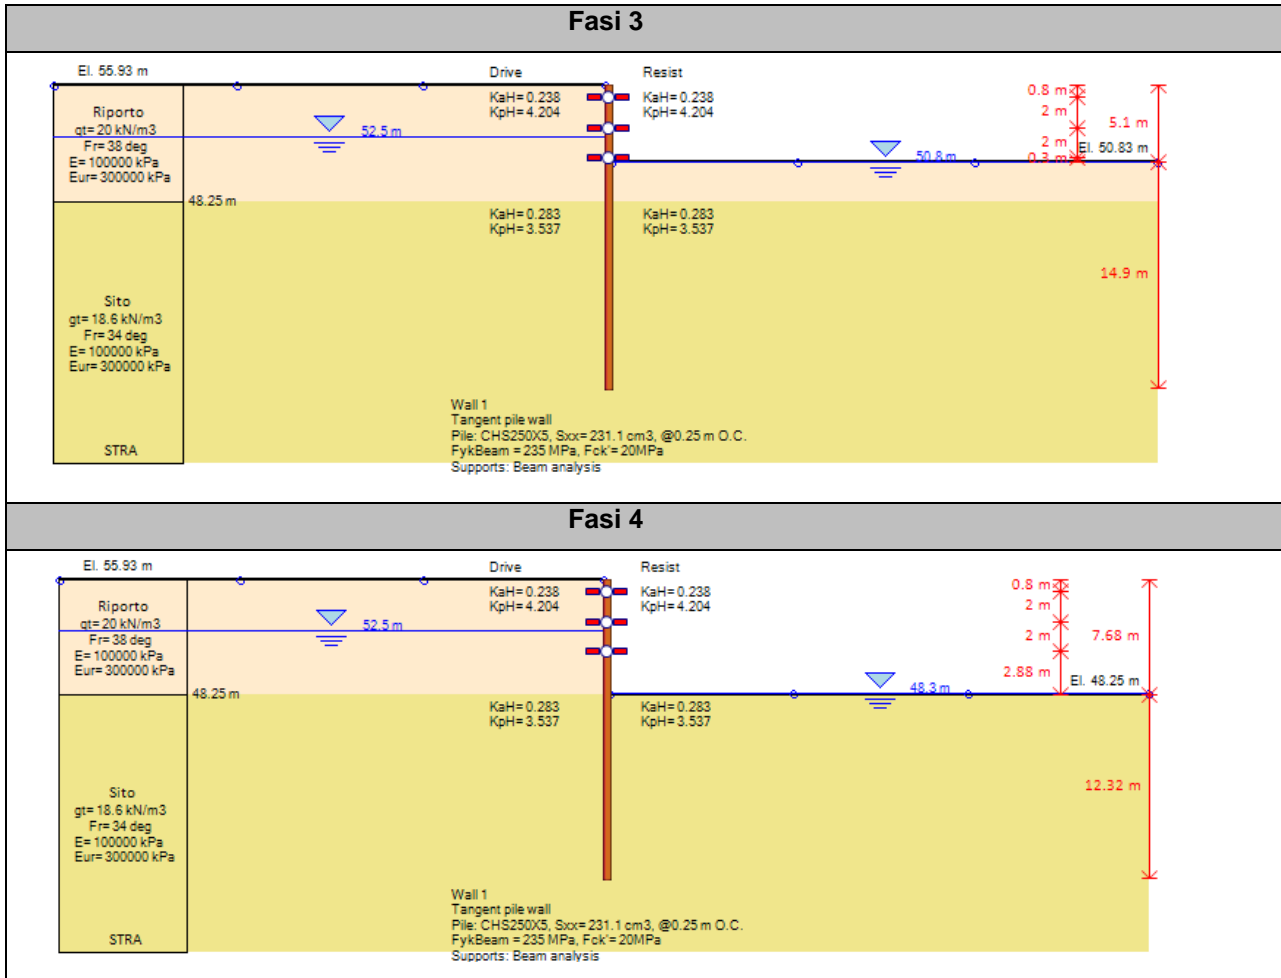 Fasi 3
El. 55.93 m
Drive
Resist
Riporto
gt= 20 kN/m3
Fr= 38 deg
E= 100000 kPa
Eur= 300000 kPa
KaH= 0.238
KpH= 4.204
KaH= 0.238
KpH= 4.204
52.5 m
50.8 m
0.8 m
2 m
2 m
0.3 m
5.1 m
El. 50.83 m
48.25 m
KaH= 0.283
KpH= 3.537
KaH= 0.283
KpH= 3.537
14.9 m
Sito
gt= 18.6 kN/m3
Fr= 34 deg
E= 100000 kPa
Eur= 300000 kPa
STRA
Wall 1
Tangent pile wall
Pile: CHS250X5, Sxx= 231.1 cm3, @0.25 m O.C.
FykBeam = 235 MPa, Fck'= 20MPa
Supports: Beam analysis
Fasi 4
El. 55.93 m
Drive
Resist
Riporto
gt= 20 kN/m3
Fr= 38 deg
E= 100000 kPa
Eur= 300000 kPa
KaH= 0.238
KpH= 4.204
KaH= 0.238
KpH= 4.204
52.5 m
48.3 m
0.8 m
2 m
2 m
2.88 m
7.68 m
El. 48.25 m
48.25 m
KaH= 0.283
KpH= 3.537
KaH= 0.283
KpH= 3.537
12.32 m
Sito
gt= 18.6 kN/m3
Fr= 34 deg
E= 100000 kPa
Eur= 300000 kPa
STRA
Wall 1
Tangent pile wall
Pile: CHS250X5, Sxx= 231.1 cm3, @0.25 m O.C.
FykBeam = 235 MPa, Fck'= 20MPa
Supports: Beam analysis